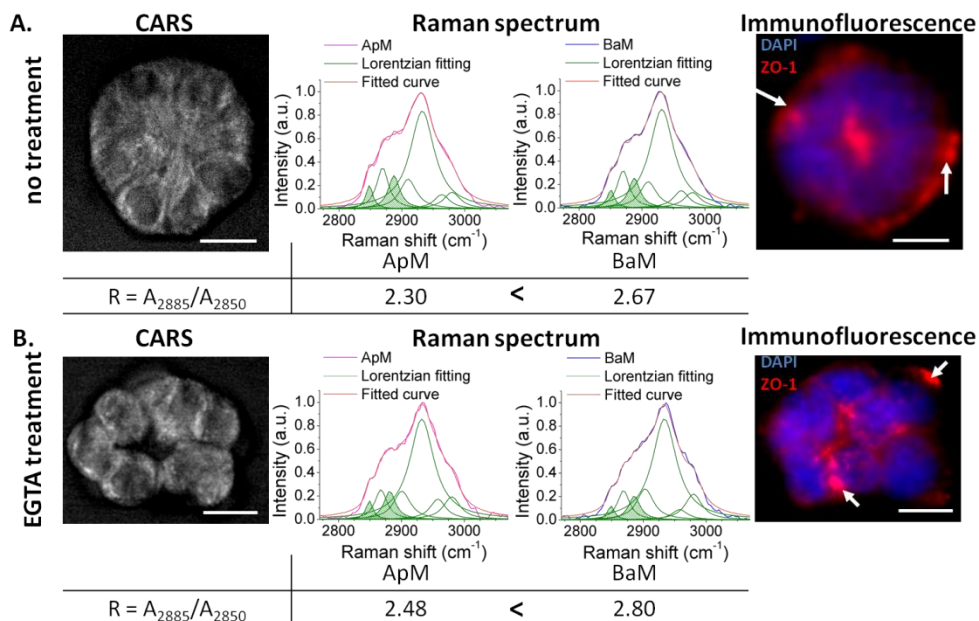 A.
CARS
Raman spectrum
Immunofluorescence
no treatment
ApM
Lorentzian fitting
Fitted curve
Intensity (a.u.)
1.0
0.8
0.6
0.4
0.2
0.0
2800 2900 3000
Raman shift (cm⁻¹)
BaM
Lorentzian fitting
Fitted curve
Intensity (a.u.)
1.0
0.8
0.6
0.4
0.2
0.0
2800 2900 3000
Raman shift (cm⁻¹)
DAPI
ZO-1
ApM BaM
R = A₂₈₈₅/A₂₈₅₀ 2.30 < 2.67
B.
CARS
Raman spectrum
Immunofluorescence
EGTA treatment
ApM
Lorentzian fitting
Fitted curve
Intensity (a.u.)
1.0
0.8
0.6
0.4
0.2
0.0
2800 2900 3000
Raman shift (cm⁻¹)
BaM
Lorentzian fitting
Fitted curve
Intensity (a.u.)
1.0
0.8
0.6
0.4
0.2
0.0
2800 2900 3000
Raman shift (cm⁻¹)
DAPI
ZO-1
ApM BaM
R = A₂₈₈₅/A₂₈₅₀ 2.48 < 2.80